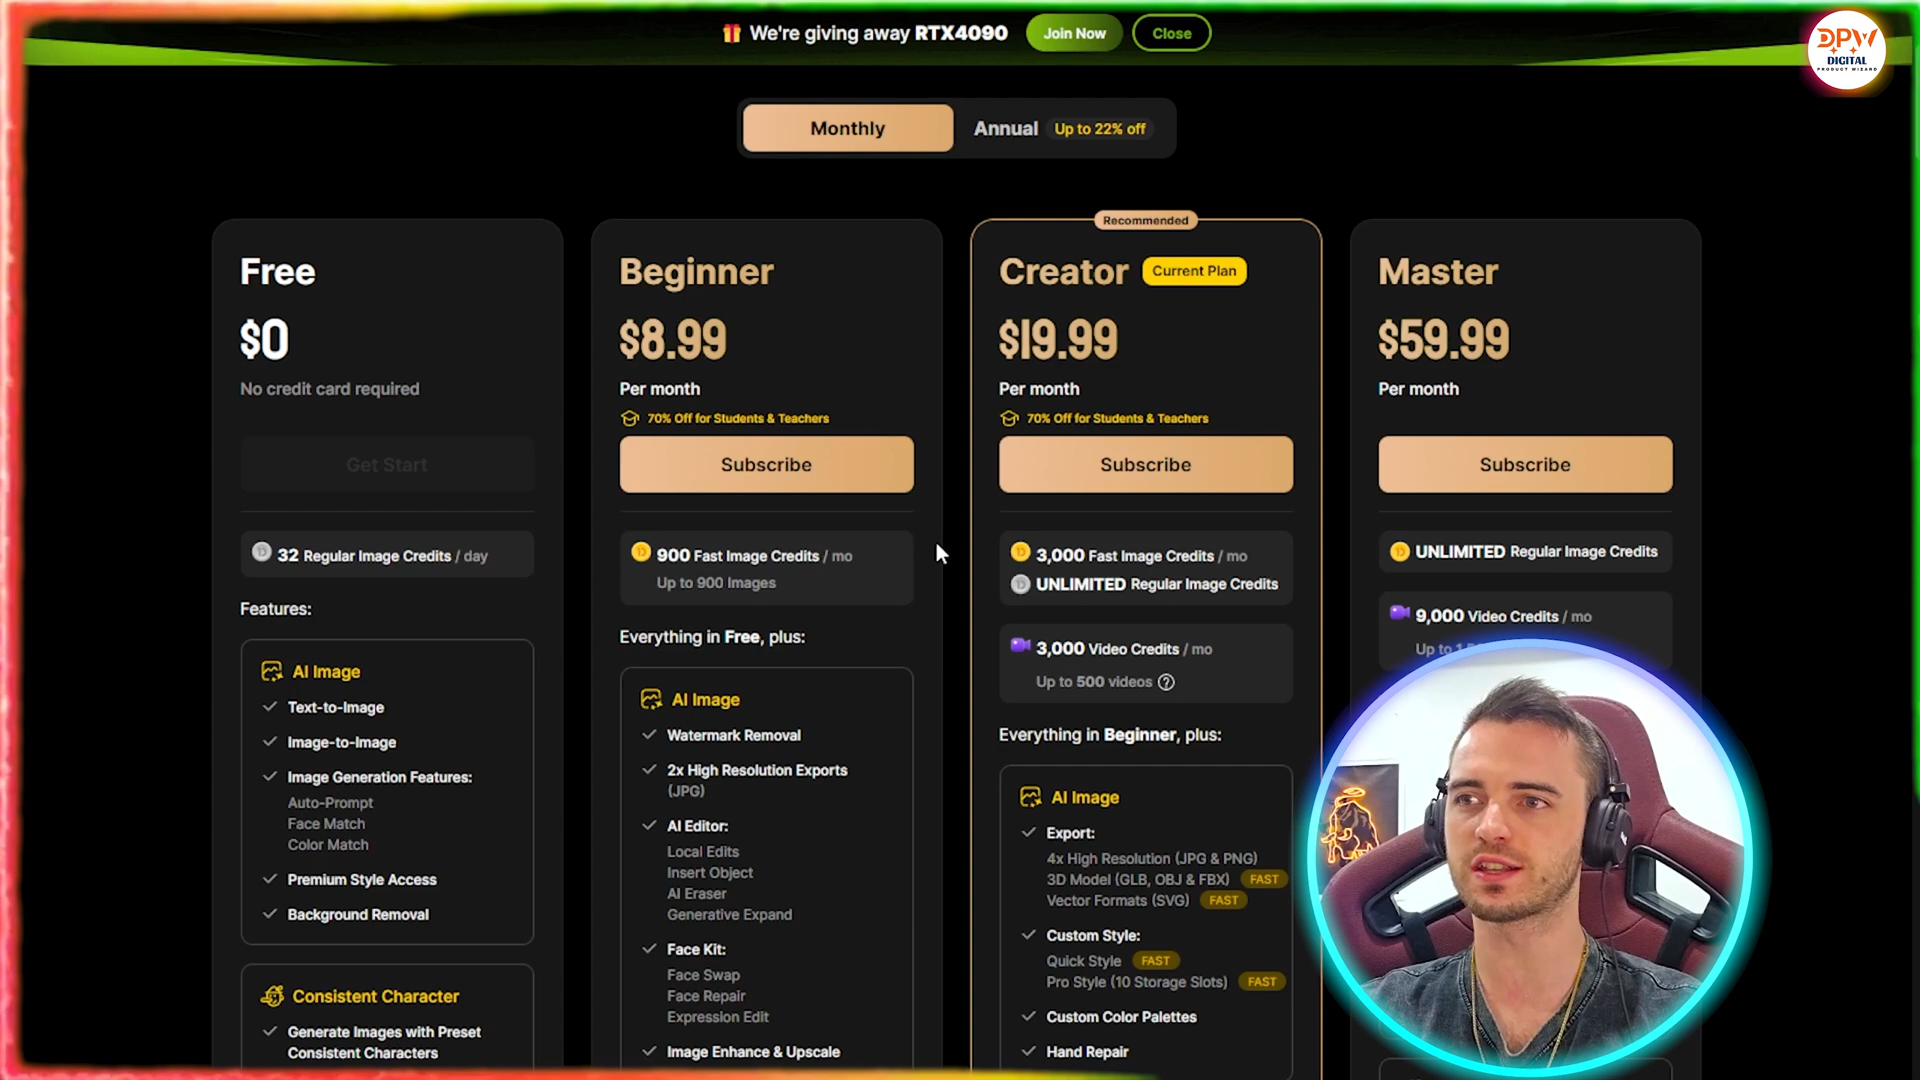 We're giving away RTX4090
Join Now
Close
DPW
DIGITAL
PRODUCT WIZARD
Monthly
Annual
Up to 22% off
Free
$0
No credit card required
Get Start
32 Regular Image Credits / day
Features:
AI Image
Text-to-Image
Image-to-Image
Image Generation Features:
Auto-Prompt
Face Match
Color Match
Premium Style Access
Background Removal
Consistent Character
Generate Images with Preset
Consistent Characters
Beginner
$8.99
Per month
70% Off for Students & Teachers
Subscribe
900 Fast Image Credits / mo
Up to 900 Images
Everything in Free, plus:
AI Image
Watermark Removal
2x High Resolution Exports
(JPG)
AI Editor:
Local Edits
Insert Object
AI Eraser
Generative Expand
Face Kit:
Face Swap
Face Repair
Expression Edit
Image Enhance & Upscale
Recommended
Creator
Current Plan
$19.99
Per month
70% Off for Students & Teachers
Subscribe
3,000 Fast Image Credits / mo
UNLIMITED Regular Image Credits
3,000 Video Credits / mo
Up to 500 videos
Everything in Beginner, plus:
AI Image
Export:
4x High Resolution (JPG & PNG)
3D Model (GLB, OBJ & FBX) FAST
Vector Formats (SVG) FAST
Custom Style:
Quick Style FAST
Pro Style (10 Storage Slots) FAST
Custom Color Palettes
Hand Repair
Master
$59.99
Per month
Subscribe
UNLIMITED Regular Image Credits
9,000 Video Credits / mo
Up to